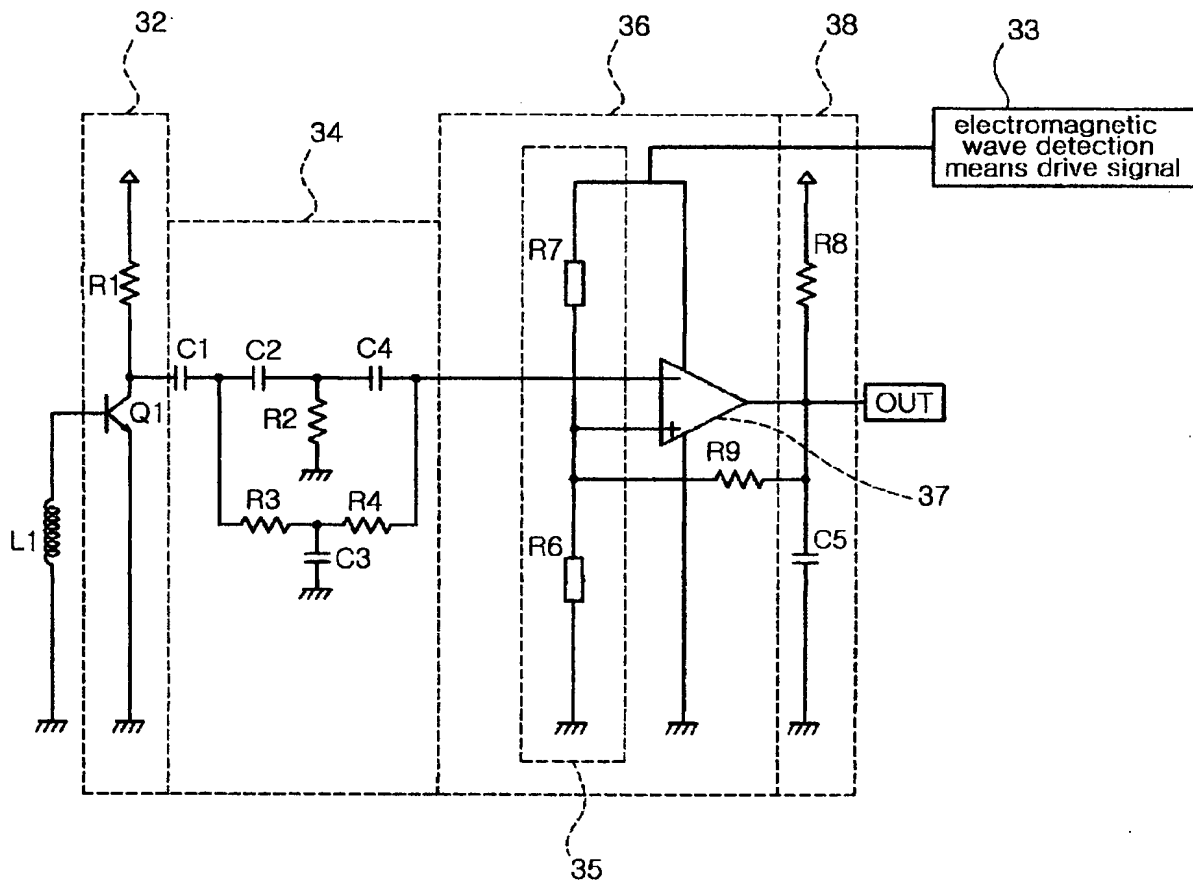 32
36
38
33
34
electromagnetic
wave detection
means drive signal
R7
R8
R1
C1
C2
C4
Q1
R2
OUT
R9
37
R3
R4
L1
C3
R6
C5
35